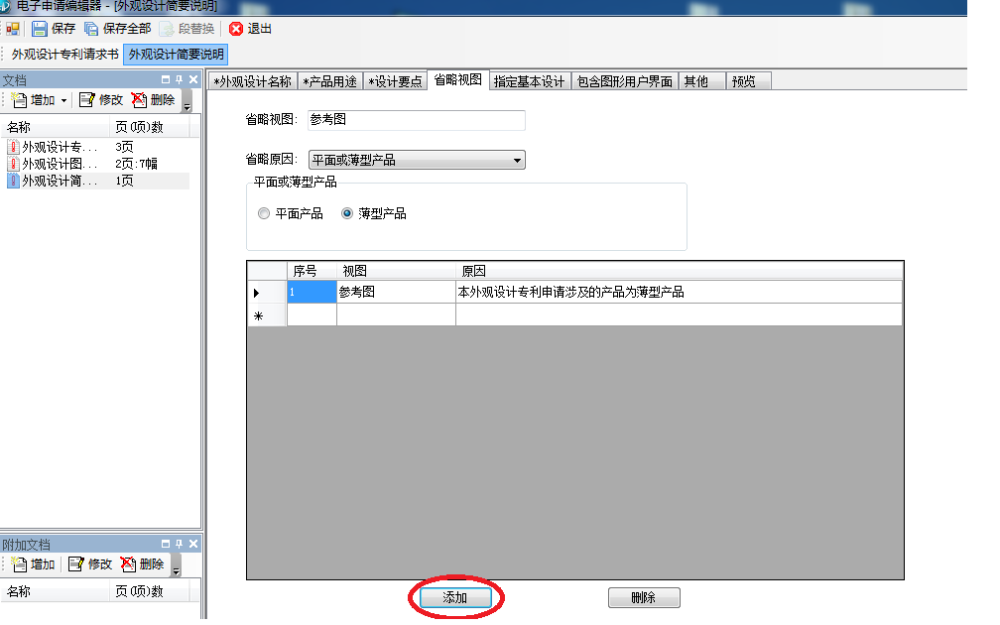 电子申请编辑器 - [外观设计简要说明]
保存 保存全部 段替换 退出
外观设计专利请求书 外观设计简要说明
文档
增加 修改 删除
名称 页(项)数
外观设计专... 3页
外观设计图... 2页:7幅
外观设计简... 1页
附加文档
增加 修改 删除
名称 页(项)数
*外观设计名称 *产品用途 *设计要点 省略视图 指定基本设计 包含图形用户界面 其他 预览
省略视图: 参考图
省略原因: 平面或薄型产品
平面或薄型产品
平面产品 薄型产品
序号 视图 原因
1 参考图 本外观设计专利申请涉及的产品为薄型产品
*
添加 删除